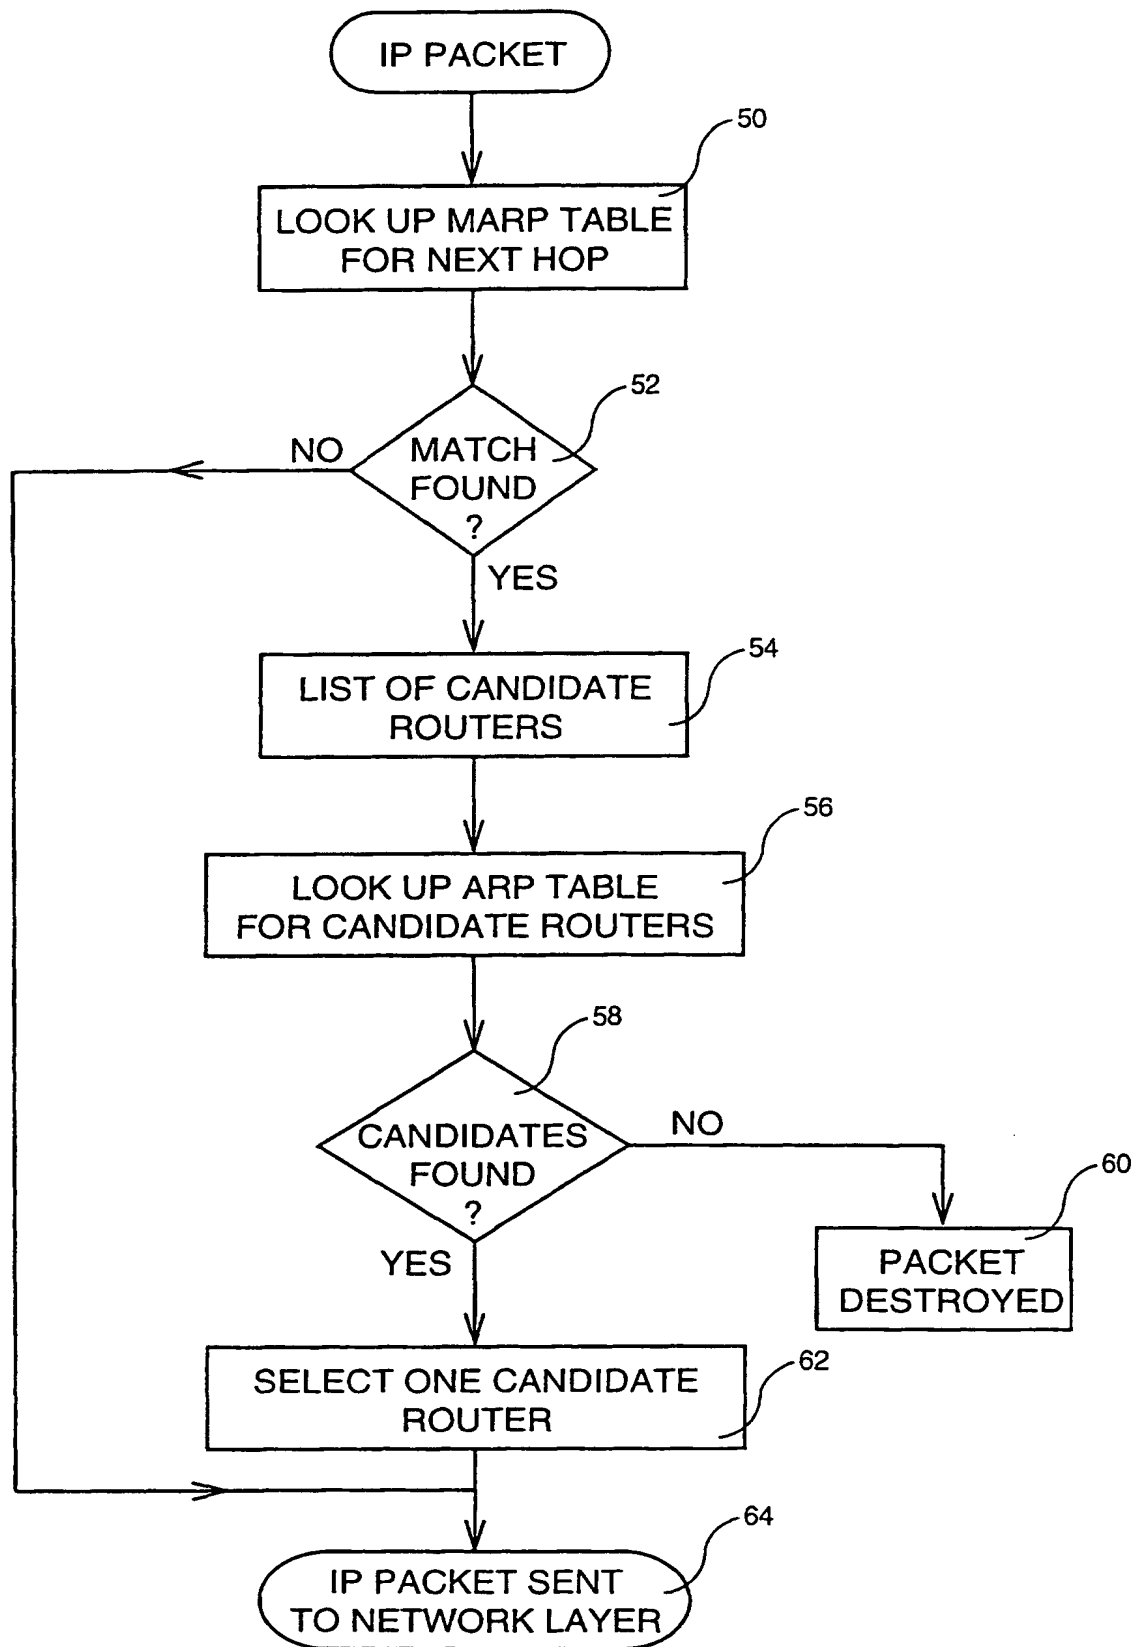 IP PACKET
50
LOOK UP MARP TABLE
FOR NEXT HOP
52
NO
MATCH
FOUND
?
YES
54
LIST OF CANDIDATE
ROUTERS
56
LOOK UP ARP TABLE
FOR CANDIDATE ROUTERS
58
CANDIDATES
FOUND
?
NO
60
PACKET
DESTROYED
YES
62
SELECT ONE CANDIDATE
ROUTER
64
IP PACKET SENT
TO NETWORK LAYER